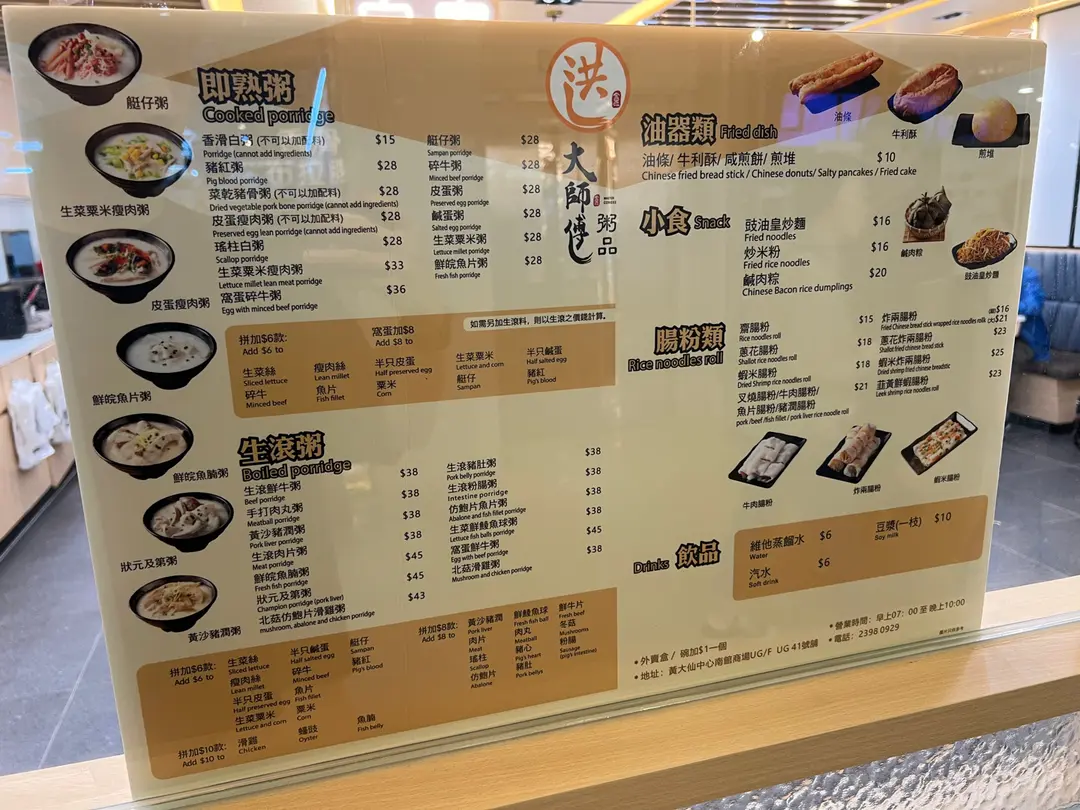 艇仔粥
生菜粟米瘦肉粥
皮蛋瘦肉粥
鮮皖魚片粥
鮮皖魚腩粥
狀元及第粥
黃沙豬潤粥
即熟粥
Cooked porridge
香滑白粥 (不可以加配料) $15
Porridge (cannot add ingredients)
豬紅粥 $28
Pig blood porridge
菜乾豬骨粥 (不可以加配料) $28
Dried vegetable pork bone porridge (cannot add ingredients)
皮蛋瘦肉粥 (不可以加配料) $28
Preserved egg lean porridge (cannot add ingredients)
瑤柱白粥 $28
Scallop porridge
生菜粟米瘦肉粥 $33
Lettuce millet lean meat porridge
窩蛋碎牛粥 $36
Egg with minced beef porridge
艇仔粥 $28
Sampan porridge
碎牛粥 $28
Minced beef porridge
皮蛋粥 $28
Preserved egg porridge
鹹蛋粥 $28
Salted egg porridge
生菜粟米粥 $28
Lettuce millet porridge
鮮魚片粥 $28
Fresh fish porridge
如需另加生滾料，則以生滾之價錢計算。
拼加$6款:
Add $6 to
窩蛋加$8
Add $8 to
生菜絲
Sliced lettuce
瘦肉絲
Lean millet
半只皮蛋
Half preserved egg
生菜粟米
Lettuce and corn
半只鹹蛋
Half salted egg
碎牛
Minced beef
魚片
Fish fillet
粟米
Corn
艇仔
Sampan
豬紅
Pig's blood
生滾粥
Boiled porridge
生滾鮮牛粥 $38
Beef porridge
手打肉丸粥 $38
Meatball porridge
黃沙豬潤粥 $38
Pork liver porridge
生滾肉片粥 $38
Meat porridge
鮮皖魚腩粥 $45
Fresh fish porridge
狀元及第粥 $45
Champion porridge (pork liver)
北菇仿鮑片滑雞粥 $43
mushroom, abalone and chicken porridge
生滾豬肚粥 $38
Pork belly porridge
生滾粉腸粥 $38
Intestine porridge
仿鮑片魚片粥 $38
Abalone and fish fillet porridge
生菜鮮鯪魚球粥 $38
Lettuce fish balls porridge
窩蛋鮮牛粥 $45
Egg with beef porridge
北菇滑雞粥 $38
Mushroom and chicken porridge
拼加$6款:
Add $6 to
生菜絲
Sliced lettuce
半只鹹蛋
Half salted egg
艇仔
Sampan
瘦肉絲
Lean millet
碎牛
Minced beef
豬紅
Pig's blood
半只皮蛋
Half preserved egg
魚片
Fish fillet
生菜粟米
Lettuce and corn
粟米
Corn
拼加$8款:
Add $8 to
黃沙豬潤
Pork liver
鮮鯪魚球
Fresh fish ball
鮮牛片
Fresh beef
肉片
Meat
肉丸
Meatball
冬菇
Mushrooms
瑤柱
Scallop
豬心
Pig's heart
粉腸
Sausage
(pig's intestine)
仿鮑片
Abalone
豬肚
Pork bellys
拼加$10款:
Add $10 to
滑雞
Chicken
蠔豉
Oyster
魚腩
Fish belly
洪
大師傅
粥品
油器類 Fried dish
油條/ 牛利酥/ 咸煎餅/ 煎堆 $10
Chinese fried bread stick / Chinese donuts/ Salty pancakes / Fried cake
油條
牛利酥
煎堆
小食 Snack
豉油皇炒麵 $16
Fried noodles
炒米粉 $16
Fried rice noodles
鹹肉粽 $20
Chinese Bacon rice dumplings
鹹肉粽
豉油皇炒麵
腸粉類
Rice noodles roll
齋腸粉 $15
Rice noodles roll
蔥花腸粉 $18
Shallot rice noodles roll
蝦米腸粉 $18
Dried Shrimp rice noodles roll
叉燒腸粉/牛肉腸粉/ $21
魚片腸粉/豬潤腸粉
pork /beef /fish fillet / pork liver rice noodle roll
炸兩腸粉 $16
Fried Chinese bread stick wrapped rice noodles roll $21
蔥花炸兩腸粉 $23
Shallot fried chinese bread stick
蝦米炸兩腸粉 $25
Dried shrimp fried chinese breadstic
韮黃鮮蝦腸粉 $23
Leek shrimp rice noodles roll
牛肉腸粉
炸兩腸粉
蝦米腸粉
Drinks 飲品
維他蒸餾水 $6
Water
汽水 $6
Soft drink
豆漿(一枝) $10
Soy milk
• 外賣盒 / 碗加$1一個
• 地址: 黃大仙中心南館商場UG/F UG 41號舖
• 營業時間: 早上07: 00 至 晚上10:00
• 電話: 2398 0929
圖片只供參考